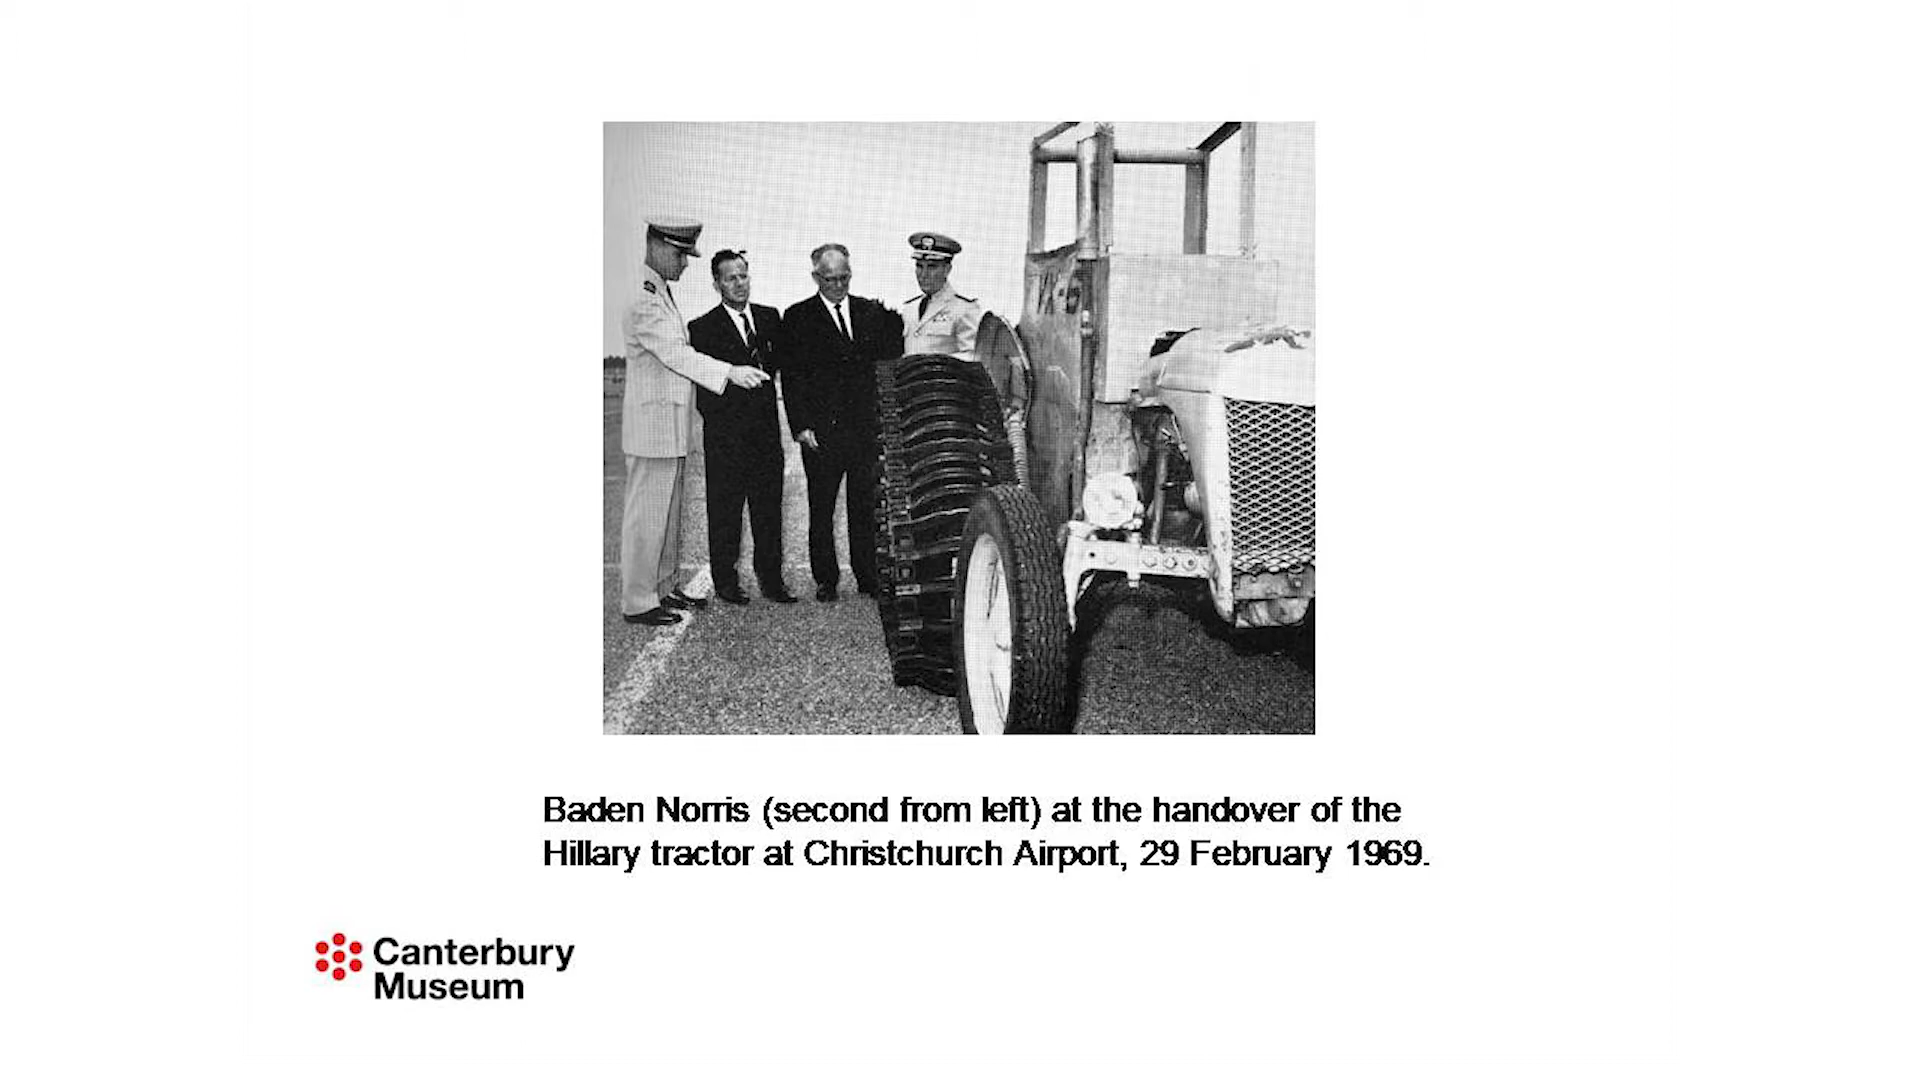 Baden Norris (second from left) at the handover of the
Hillary tractor at Christchurch Airport, 29 February 1969.
Canterbury
Museum